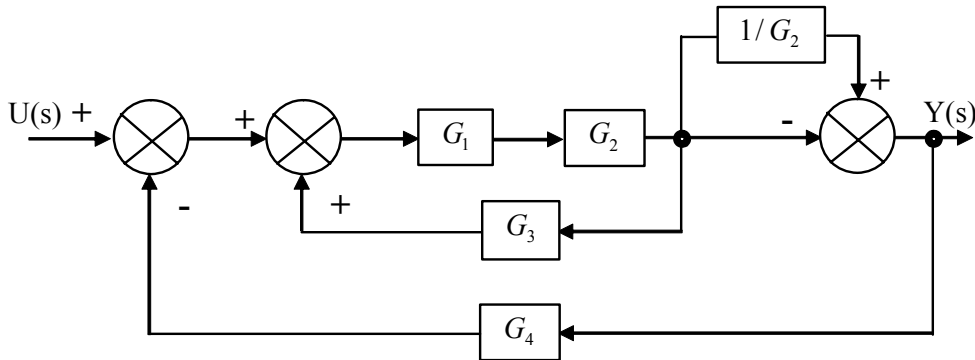 1/ G₂
+
U(s) +
+
G₁
G₂
-
Y(s)
-
+
G₃
G₄